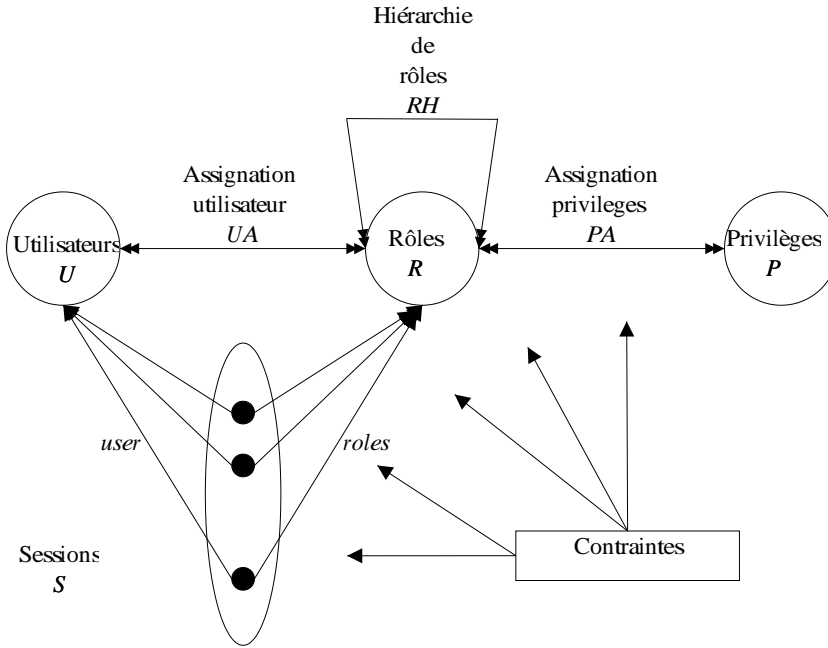 Hiérarchie
de
rôles
RH
Assignation
utilisateur
UA
Assignation
privileges
PA
Utilisateurs
U
Rôles
R
Privilèges
P
user
roles
Sessions
S
Contraintes